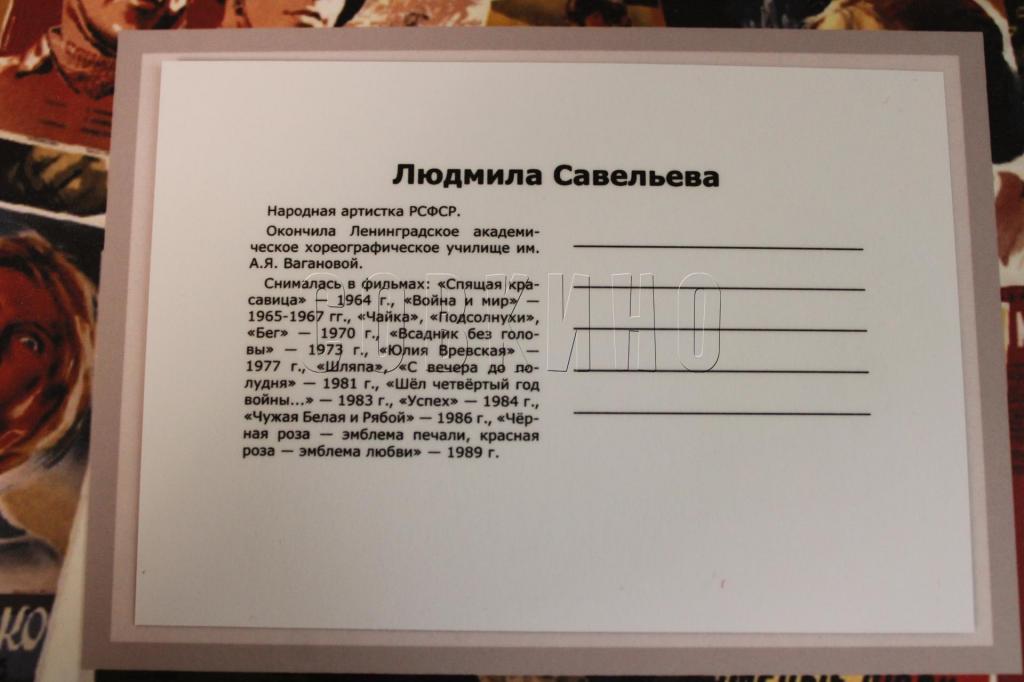 Людмила Савельева
Народная артистка РСФСР.
Окончила Ленинградское академи-
ческое хореографическое училище им.
А.Я. Вагановой.
Снималась в фильмах: «Спящая кра-
савица» — 1964 г., «Война и мир» —
1965-1967 гг., «Чайка», «Подсолнухи»,
«Бег» — 1970 г., «Всадник без голо-
вы» — 1973 г., «Юлия Вревская» —
1977 г., «Шляпа», «С вечера до по-
лудня» — 1981 г., «Шёл четвёртый год
войны...» — 1983 г., «Успех» — 1984 г.,
«Чужая Белая и Рябой» — 1986 г., «Чёр-
ная роза — эмблема печали, красная
роза — эмблема любви» — 1989 г.
СОВКИНО
КО